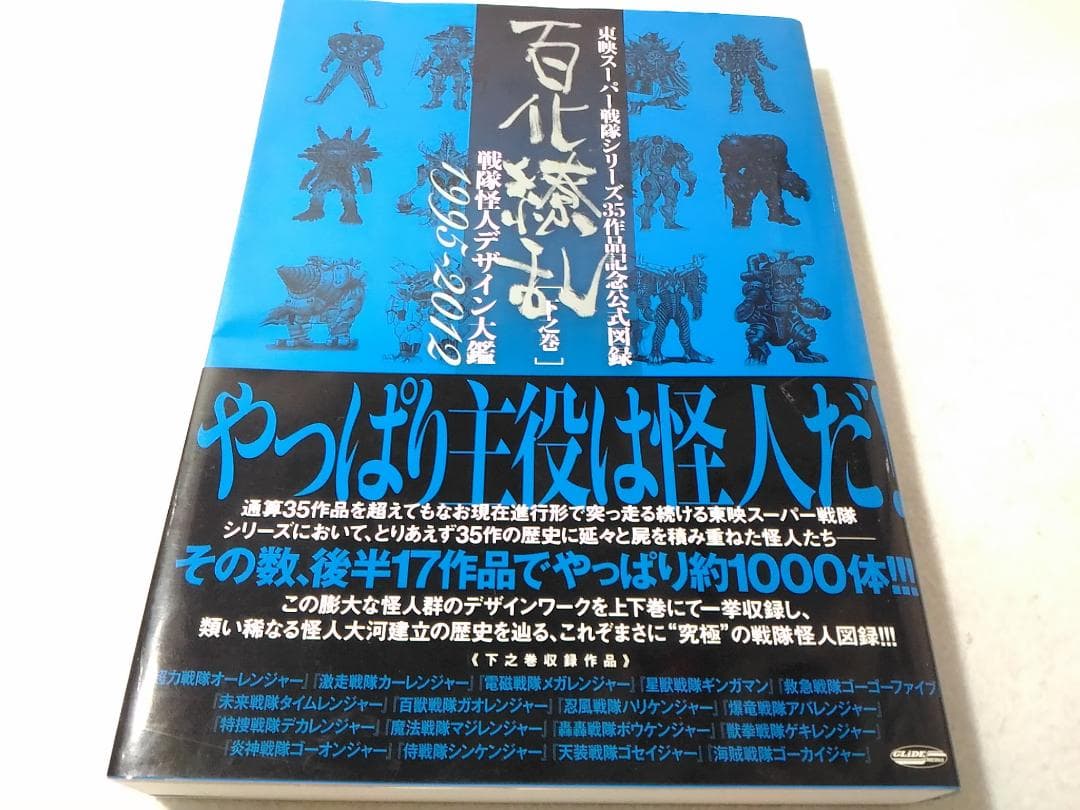 東映スーパー戦隊シリーズ35作品記念公式図録
百化繚乱
[下之巻]
戦隊怪人デザイン大鑑
1995-2012
やっぱり主役は怪人だ!
通算35作品を超えてもなお現在進行形で突っ走る続ける東映スーパー戦隊
シリーズにおいて、とりあえず35作の歴史に延々と屍を積み重ねた怪人たち――
その数、後半17作品でやっぱり約1000体!!!
この膨大な怪人群のデザインワークを上下巻にて一挙収録し、
類い稀なる怪人大河建立の歴史を辿る、これぞまさに“究極”の戦隊怪人図録!!!
《下之巻収録作品》
超力戦隊オーレンジャー』『激走戦隊カーレンジャー』『電磁戦隊メガレンジャー』『星獣戦隊ギンガマン』『救急戦隊ゴーゴーファイブ』
『未来戦隊タイムレンジャー』『百獣戦隊ガオレンジャー』『忍風戦隊ハリケンジャー』『爆竜戦隊アバレンジャー』
『特捜戦隊デカレンジャー』『魔法戦隊マジレンジャー』『轟轟戦隊ボウケンジャー』『獣拳戦隊ゲキレンジャー』
『炎神戦隊ゴーオンジャー』『侍戦隊シンケンジャー』『天装戦隊ゴセイジャー』『海賊戦隊ゴーカイジャー』
GLiDE
MEDIA